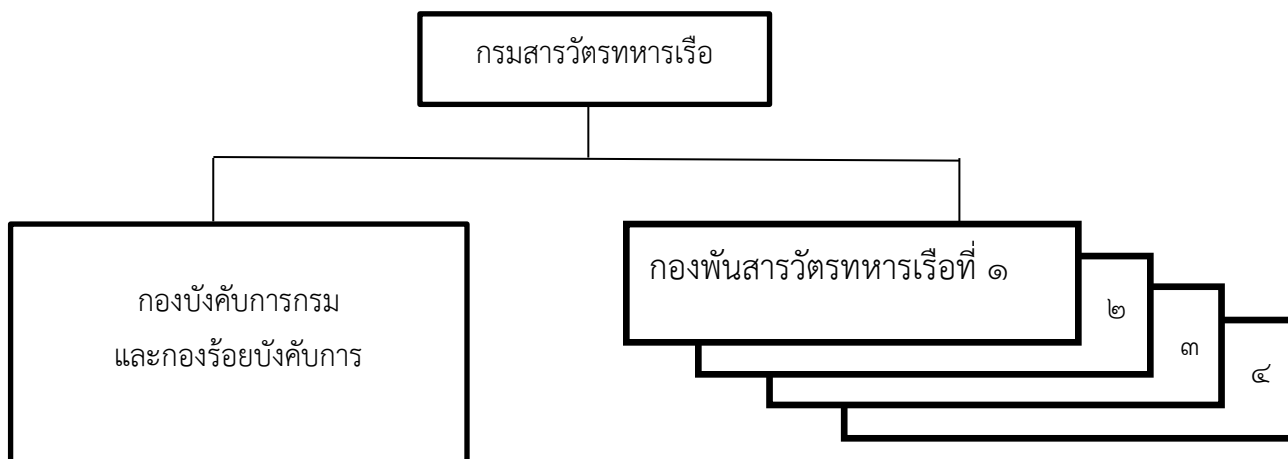 กรมสารวัตรทหารเรือ
กองบังคับการกรม
และกองร้อยบังคับการ
กองพันสารวัตรทหารเรือที่ ๑
๒
๓
๔